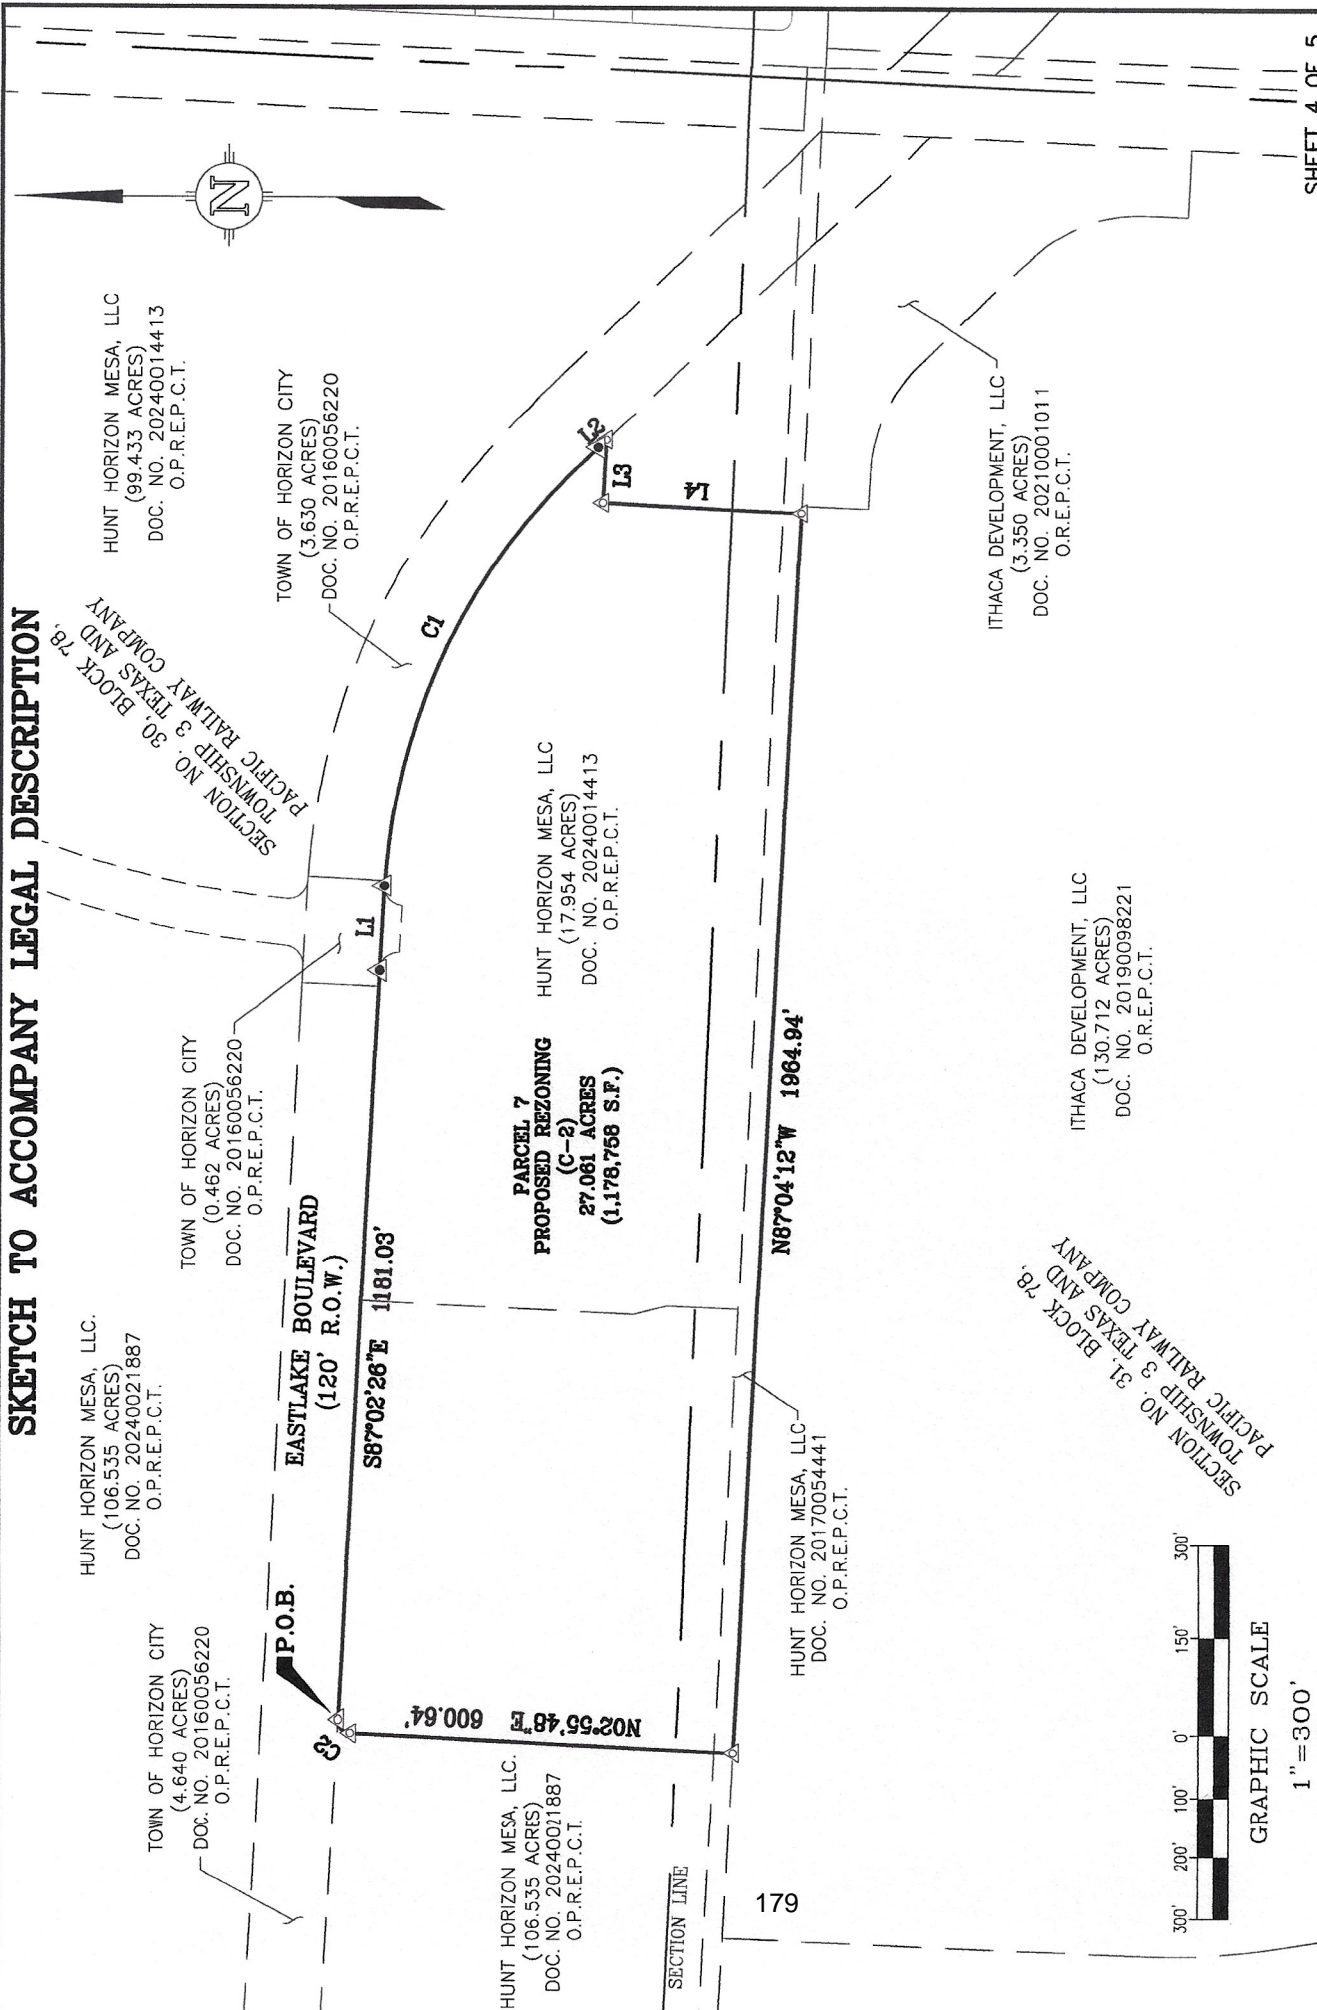 SKETCH TO ACCOMPANY LEGAL DESCRIPTION
HUNT HORIZON MESA, LLC.
(106.535 ACRES)
DOC. NO. 20240021887
O.P.R.E.P.C.T.
SECTION NO. 30, BLOCK 78,
TOWNSHIP 3 TEXAS AND
PACIFIC RAILWAY COMPANY
HUNT HORIZON MESA, LLC
(99.433 ACRES)
DOC. NO. 20240014413
O.P.R.E.P.C.T.
N
TOWN OF HORIZON CITY
(4.640 ACRES)
DOC. NO. 20160056220
O.P.R.E.P.C.T.
TOWN OF HORIZON CITY
(0.462 ACRES)
DOC. NO. 20160056220
O.P.R.E.P.C.T.
TOWN OF HORIZON CITY
(3.630 ACRES)
DOC. NO. 20160056220
O.P.R.E.P.C.T.
P.O.B.
EASTLAKE BOULEVARD
(120' R.O.W.)
S87°02'26"E 1181.03'
L1
C1
L2
L3
L4
C2
N02°55'48"E 600.64'
PARCEL 7
PROPOSED REZONING
(C-2)
27.061 ACRES
(1,178,758 S.F.)
HUNT HORIZON MESA, LLC
(17.954 ACRES)
DOC. NO. 20240014413
O.P.R.E.P.C.T.
HUNT HORIZON MESA, LLC.
(106.535 ACRES)
DOC. NO. 20240021887
O.P.R.E.P.C.T.
SECTION LINE
N87°04'12"W 1964.94'
179
HUNT HORIZON MESA, LLC
DOC. NO. 20170054441
O.P.R.E.P.C.T.
ITHACA DEVELOPMENT, LLC
(3.350 ACRES)
DOC. NO. 20210001011
O.R.E.P.C.T.
SECTION NO. 31, BLOCK 78,
TOWNSHIP 3 TEXAS AND
PACIFIC RAILWAY COMPANY
ITHACA DEVELOPMENT, LLC
(130.712 ACRES)
DOC. NO. 20190098221
O.R.E.P.C.T.
300' 200' 100' 0' 150' 300'
GRAPHIC SCALE
1"=300'
SHEET 4 OF 5